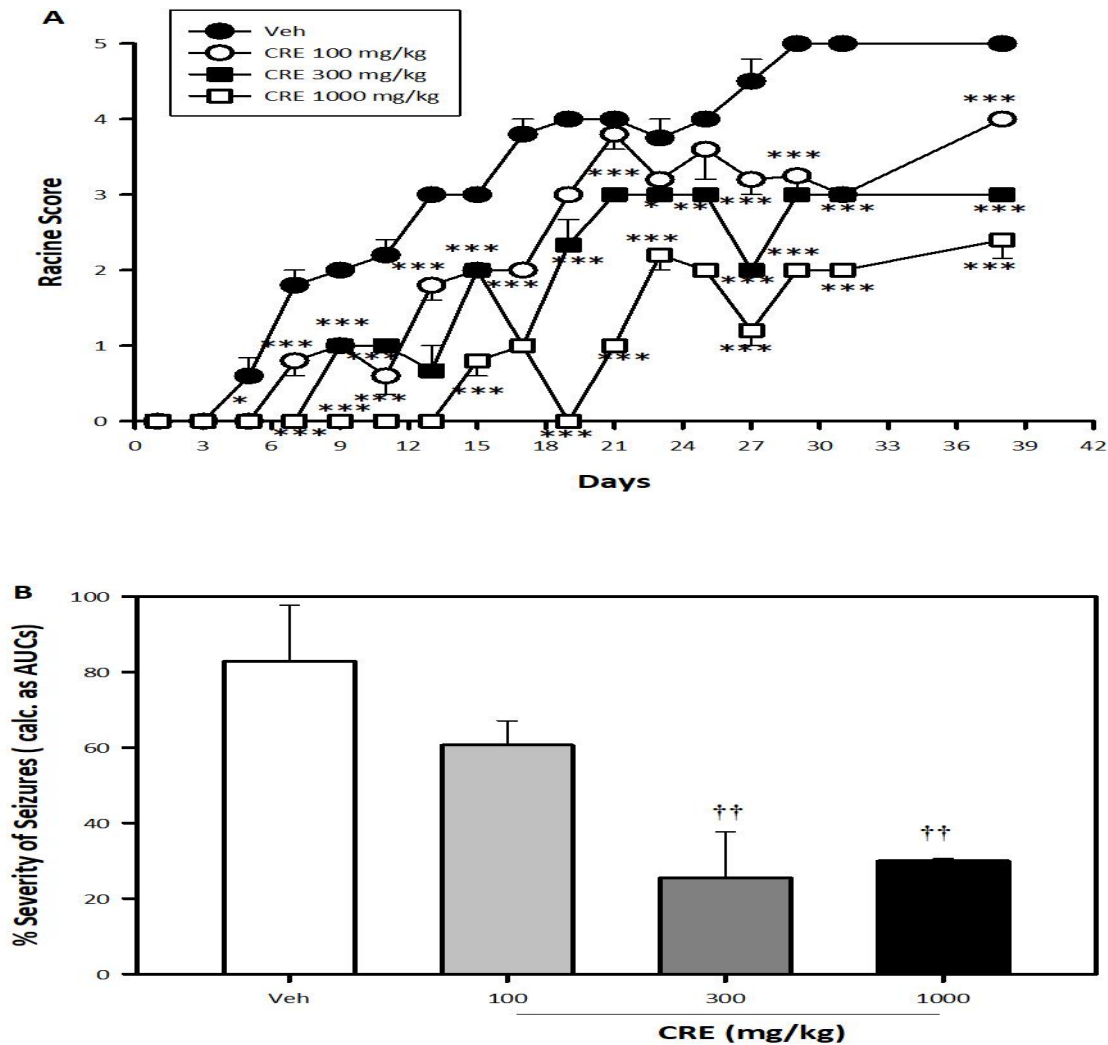 A
Veh
CRE 100 mg/kg
CRE 300 mg/kg
CRE 1000 mg/kg
Racine Score
5
4
3
2
1
0
***
***
***
* ** *** ***
*** *** ***
*** *** *** ***
*** *** *** ***
*** *** ***
* *** *** ***
*** *** ***
0 3 6 9 12 15 18 21 24 27 30 33 36 39 42
Days
B
% Severity of Seizures ( calc. as AUCs)
100
80
60
40
20
0
†† ††
Veh 100 300 1000
CRE (mg/kg)